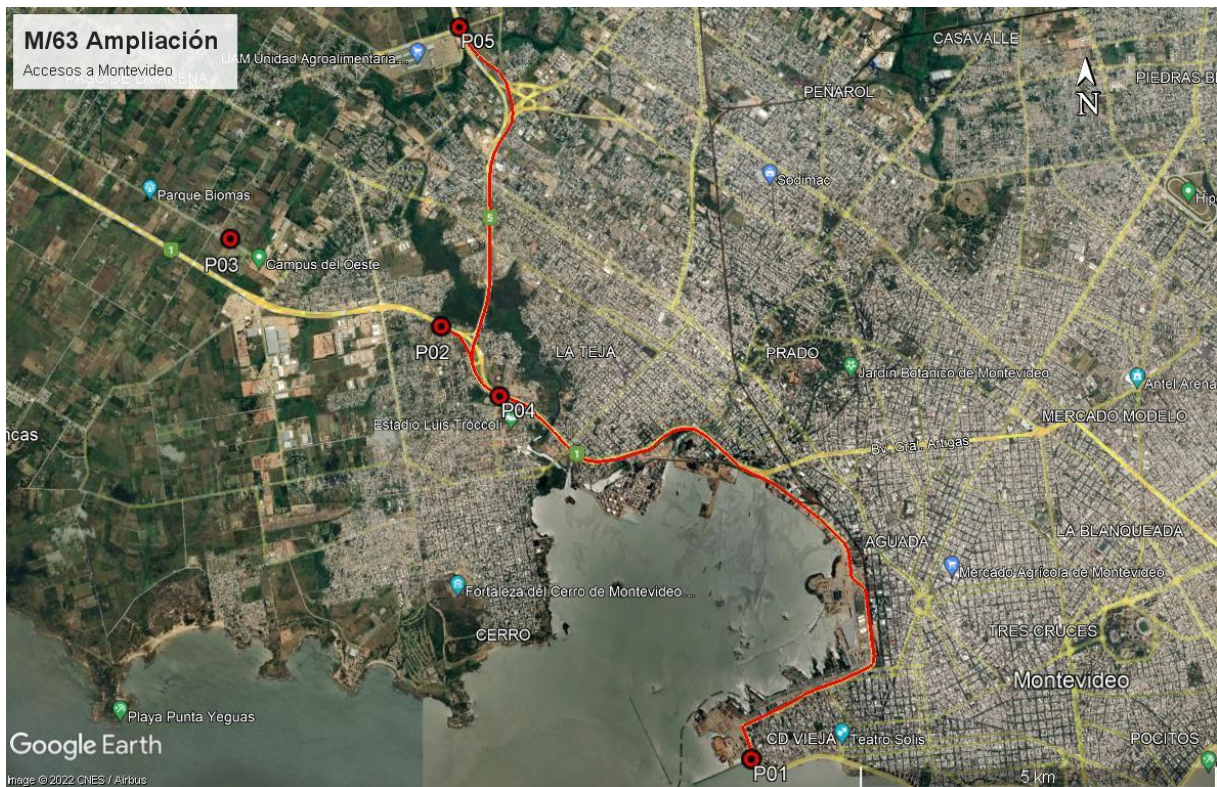 M/63 Ampliación
Accesos a Montevideo
P05
UAM Unidad Agroalimentaria...
CASAVALLE
PEÑAROL
PIEDRAS B
N
Sodimac
Parque Biomas
Hip
5
P03
1
Campus del Oeste
P02
LA TEJA
PRADO
Jardín Botánico de Montevideo
Antel Arena
P04
MERCADO MODELO
Estadio Luis Tróccoli
ncas
1
Bv. Gral. Artigas
LA BLANQUEADA
AGUADA
Mercado Agrícola de Montevideo
Fortaleza del Cerro de Montevideo...
CERRO
TRES CRUCES
Montevideo
Playa Punta Yeguas
CD VIEJA
Teatro Solis
POCITOS
Google Earth
P01
Image © 2022 CNES / Airbus
5 km